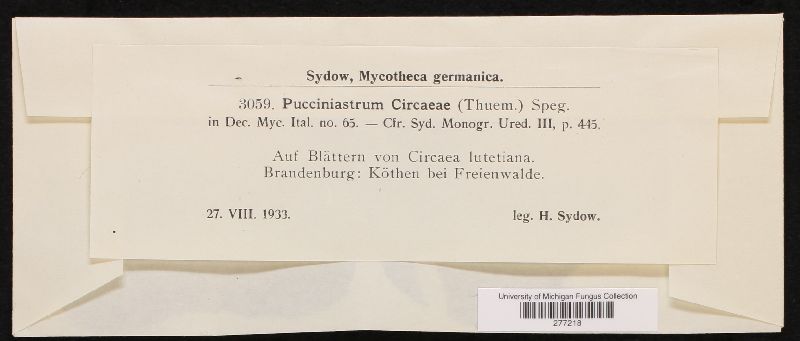 Sydow, Mycotheca germanica.
3059. Pucciniastrum Circaeae (Thuem.) Speg.
in Dec. Myc. Ital. no. 65. — Cfr. Syd. Monogr. Ured. III, p. 445.
Auf Blättern von Circaea lutetiana.
Brandenburg: Köthen bei Freienwalde.
27. VIII. 1933. leg. H. Sydow.
University of Michigan Fungus Collection
277218